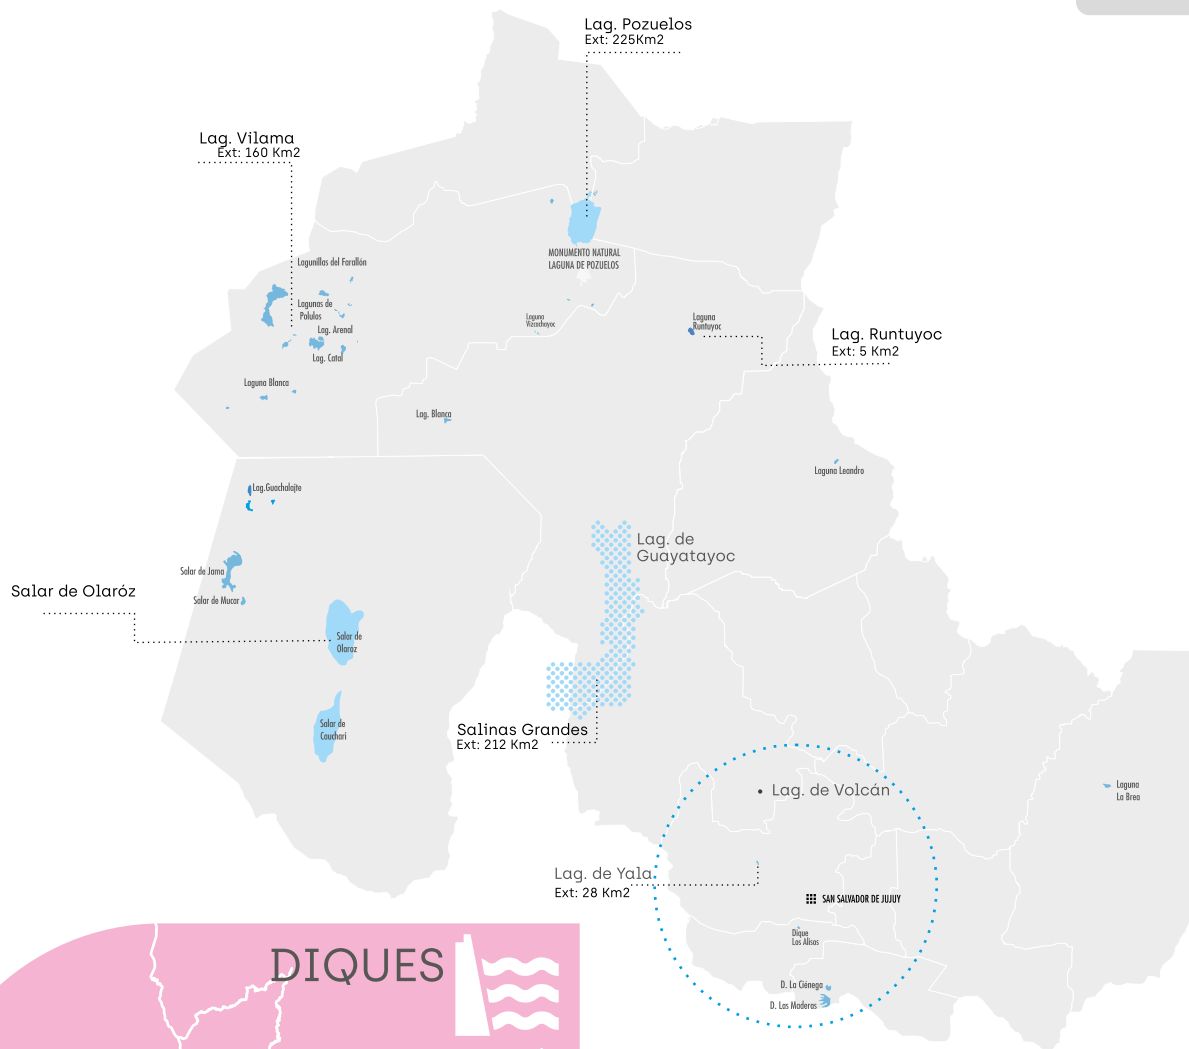 Lag. Pozuelos
Ext: 225Km2
Lag. Vilama
Ext: 160 Km2
MONUMENTO NATURAL
LAGUNA DE POZUELOS
Lagunillas del Farallón
Lagunas de
Polulos
Lag. Arenal
Lag. Catal
Laguna
Vizcachayoc
Laguna
Runtuyoc
Lag. Runtuyoc
Ext: 5 Km2
Laguna Blanca
Lag. Blanca
Laguna Leandro
Lag.Guachalajte
Lag. de
Guayatayoc
Salar de Jama
Salar de Olaróz
Salar de Mucar
Salar de
Olaroz
Salar de
Cauchari
Salinas Grandes
Ext: 212 Km2
Lag. de Volcán
Laguna
La Brea
Lag. de Yala
Ext: 28 Km2
SAN SALVADOR DE JUJUY
Dique
Los Alisos
D. La Ciénega
D. Las Maderas
DIQUES